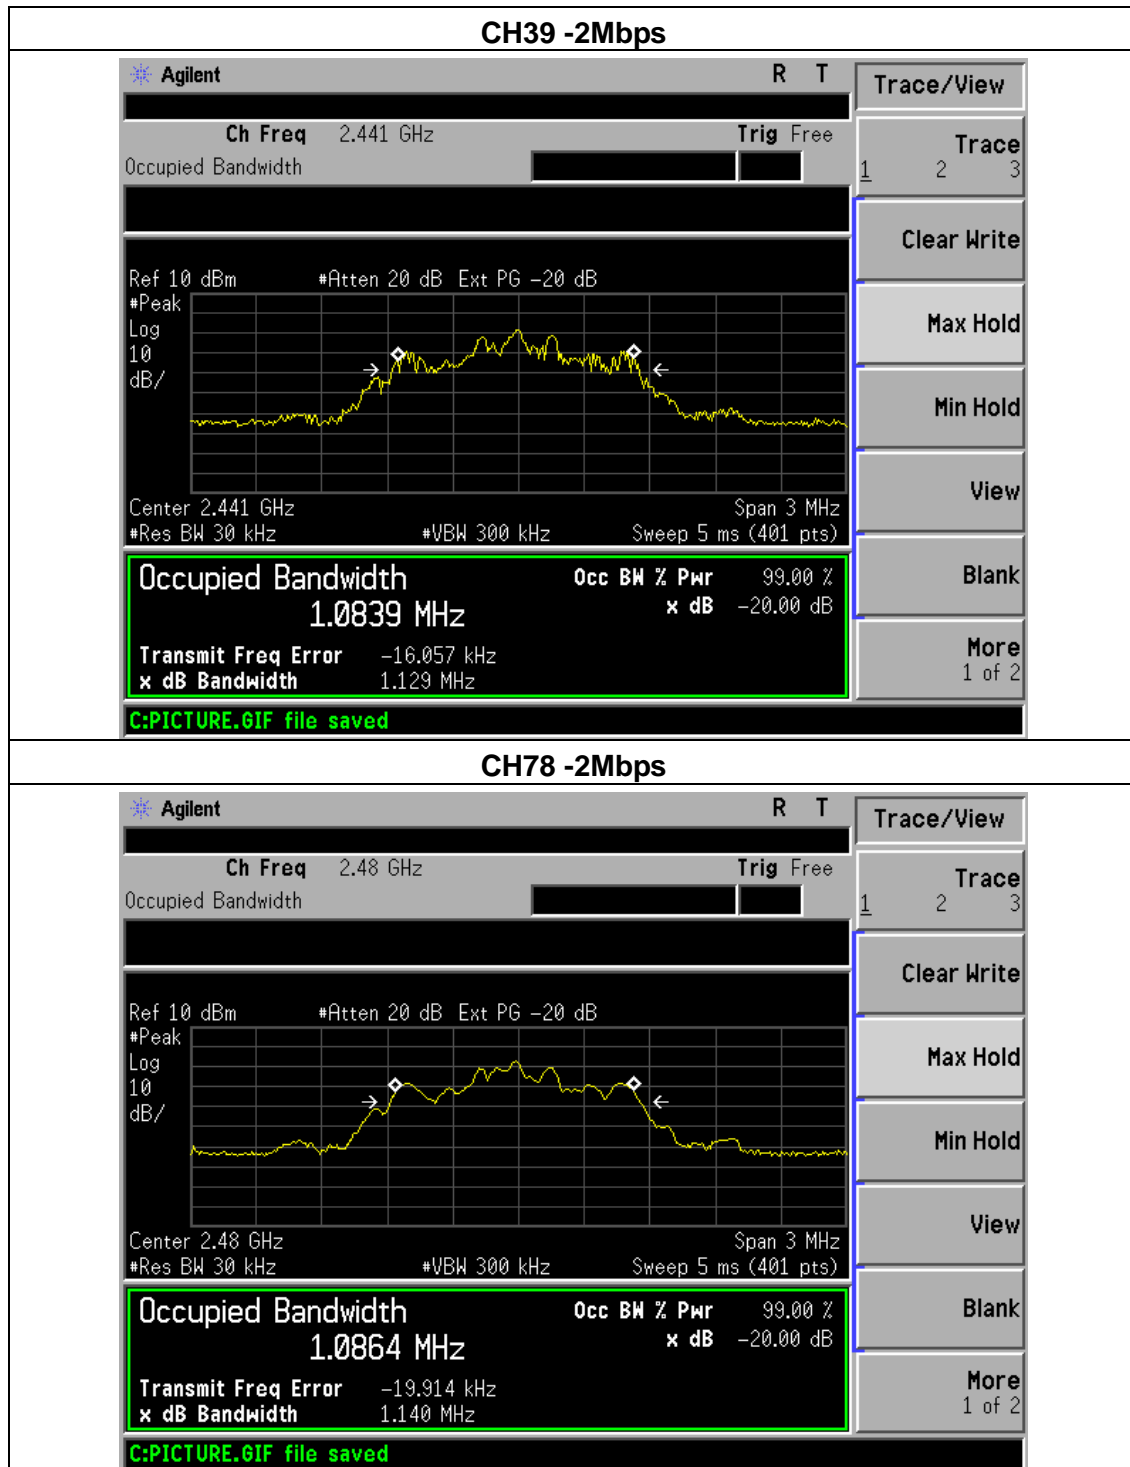 CH39 -2Mbps
Agilent R T
Trace/View
Ch Freq 2.441 GHz Trig Free
Occupied Bandwidth
Trace
1 2 3
Clear Write
Ref 10 dBm #Atten 20 dB Ext PG -20 dB
#Peak
Log
10
dB/
Max Hold
Min Hold
View
Center 2.441 GHz Span 3 MHz
#Res BW 30 kHz #VBW 300 kHz Sweep 5 ms (401 pts)
Occupied Bandwidth Occ BW % Pwr 99.00 %
1.0839 MHz x dB -20.00 dB
Blank
Transmit Freq Error -16.057 kHz
x dB Bandwidth 1.129 MHz
More
1 of 2
C:PICTURE.GIF file saved
CH78 -2Mbps
Agilent R T
Trace/View
Ch Freq 2.48 GHz Trig Free
Occupied Bandwidth
Trace
1 2 3
Clear Write
Ref 10 dBm #Atten 20 dB Ext PG -20 dB
#Peak
Log
10
dB/
Max Hold
Min Hold
View
Center 2.48 GHz Span 3 MHz
#Res BW 30 kHz #VBW 300 kHz Sweep 5 ms (401 pts)
Occupied Bandwidth Occ BW % Pwr 99.00 %
1.0864 MHz x dB -20.00 dB
Blank
Transmit Freq Error -19.914 kHz
x dB Bandwidth 1.140 MHz
More
1 of 2
C:PICTURE.GIF file saved